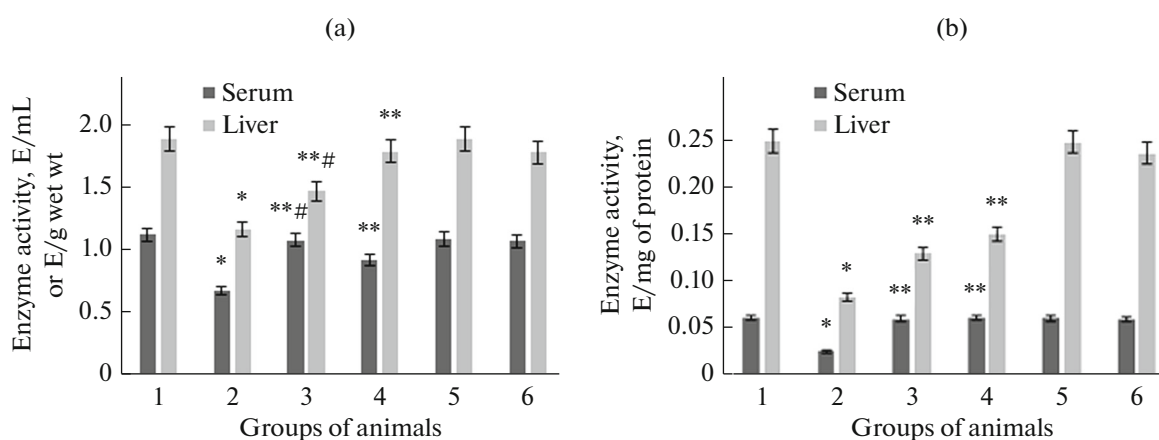 (a)
Enzyme activity, E/mL
or E/g wet wt
2.0
1.5
1.0
0.5
0
Serum
Liver
*
*
**#
**#
**
**
1 2 3 4 5 6
Groups of animals
(b)
Enzyme activity,
E/mg of protein
0.25
0.20
0.15
0.10
0.05
0
Serum
Liver
*
*
**
**
**
**
1 2 3 4 5 6
Groups of animals